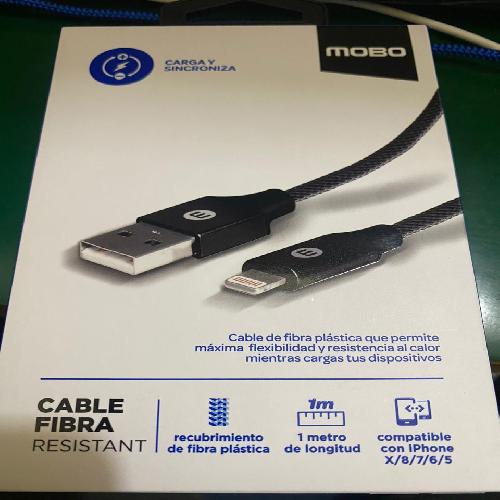 CARGA Y
SINCRONIZA
MOBO
Cable de fibra plástica que permite
máxima flexibilidad y resistencia al calor
mientras cargas tus dispositivos
CABLE
FIBRA
RESISTANT
recubrimiento
de fibra plástica
1m
1 metro
de longitud
compatible
con iPhone
X/8/7/6/5